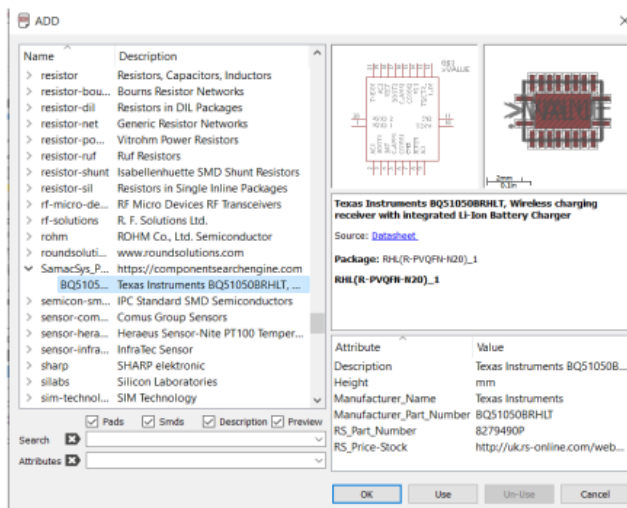 ADD
Name Description
resistor Resistors, Capacitors, Inductors
resistor-bou... Bourns Resistor Networks
resistor-dil Resistors in DIL Packages
resistor-net Generic Resistor Networks
resistor-po... Vitrohm Power Resistors
resistor-ruf Ruf Resistors
resistor-shunt Isabellenhuette SMD Shunt Resistors
resistor-sil Resistors in Single Inline Packages
rf-micro-de... RF Micro Devices RF Transceivers
rf-solutions R. F. Solutions Ltd.
rohm ROHM Co., Ltd. Semiconductor
roundsoluti... www.roundsolutions.com
SamacSys_P... https://componentsearchengine.com
BQ5105... Texas Instruments BQ51050BRHLT, ...
semicon-sm... IPC Standard SMD Semiconductors
sensor-com... Comus Group Sensors
sensor-hera... Heraeus Sensor-Nite PT100 Temper...
sensor-infra... InfraTec Sensor
sharp SHARP elektronic
silabs Silicon Laboratories
sim-technol... SIM Technology
Pads Smds Description Preview
Search
Attributes
>VALUE
2mm
0.1in
Texas Instruments BQ51050BRHLT, Wireless charging
receiver with integrated Li-Ion Battery Charger
Source: Datasheet
Package: RHL(R-PVQFN-N20)_1
RHL(R-PVQFN-N20)_1
Attribute Value
Description Texas Instruments BQ51050B...
Height mm
Manufacturer_Name Texas Instruments
Manufacturer_Part_Number BQ51050BRHLT
RS_Part_Number 8279490P
RS_Price-Stock http://uk.rs-online.com/web...
OK Use Un-Use Cancel